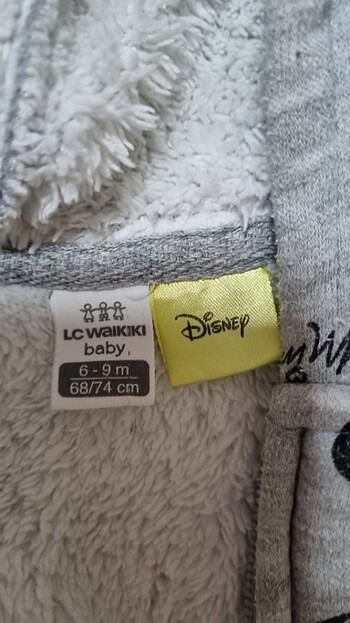 LC WAIKIKI
baby,
6 - 9 m
68/74 cm
DISNEY